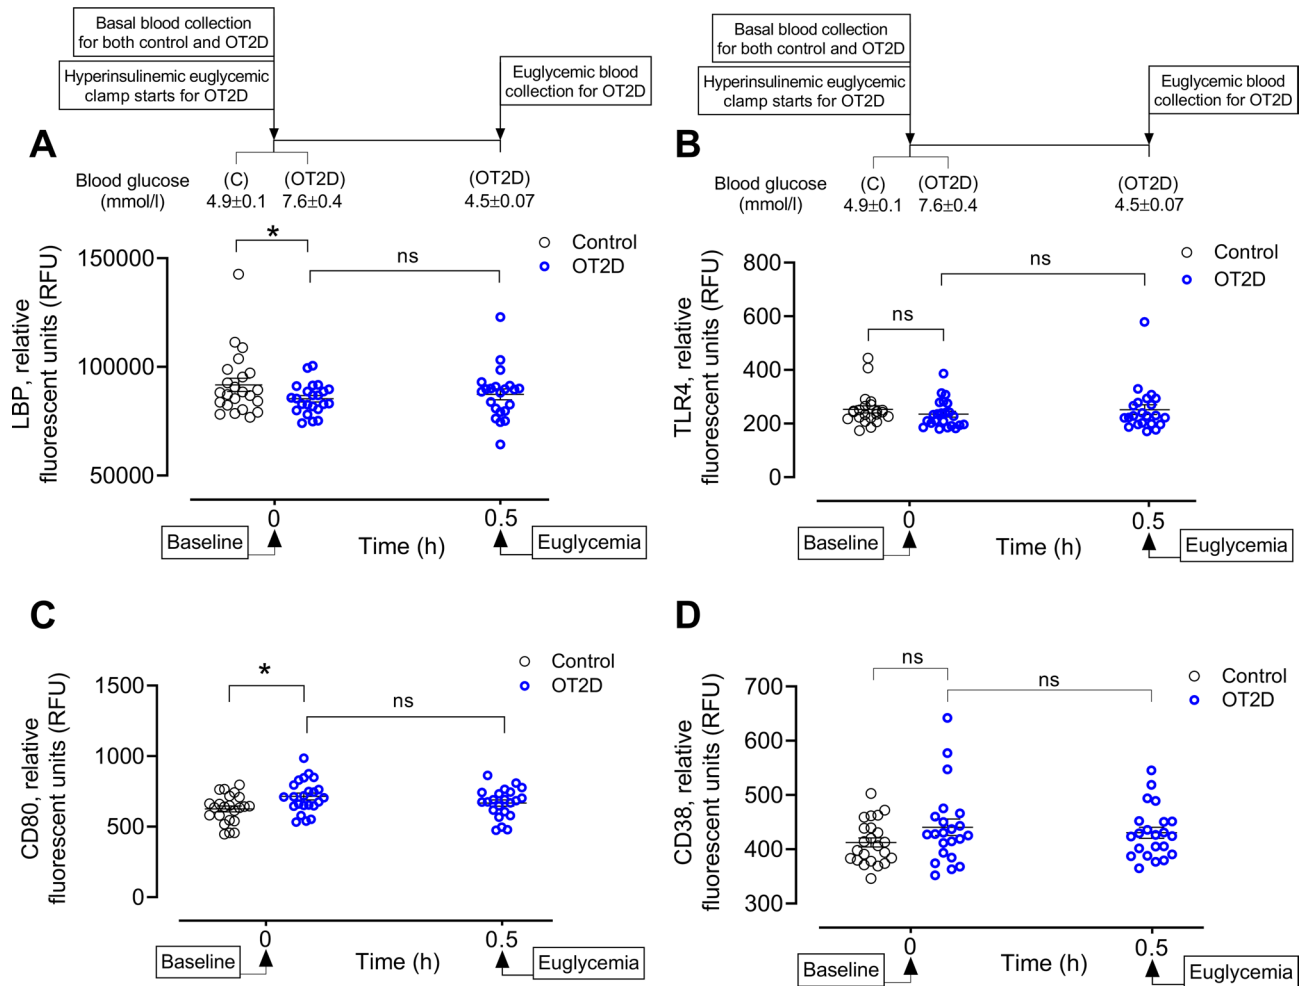 Basal blood collection
for both control and OT2D
Hyperinsulinemic euglycemic
clamp starts for OT2D
Euglycemic blood
collection for OT2D
A
Blood glucose
(mmol/l)
(C)
4.9±0.1
(OT2D)
7.6±0.4
(OT2D)
4.5±0.07
*
ns
Control
OT2D
LBP, relative
fluorescent units (RFU)
150000
100000
50000
0
0.5
Baseline
Time (h)
Euglycemia
Basal blood collection
for both control and OT2D
Hyperinsulinemic euglycemic
clamp starts for OT2D
Euglycemic blood
collection for OT2D
B
Blood glucose
(mmol/l)
(C)
4.9±0.1
(OT2D)
7.6±0.4
(OT2D)
4.5±0.07
ns
ns
Control
OT2D
TLR4, relative
fluorescent units (RFU)
800
600
400
200
0
0
0.5
Baseline
Time (h)
Euglycemia
C
*
ns
Control
OT2D
CD80, relative
fluorescent units (RFU)
1500
1000
500
0
0
0.5
Baseline
Time (h)
Euglycemia
D
ns
ns
Control
OT2D
CD38, relative
fluorescent units (RFU)
700
600
500
400
300
0
0.5
Baseline
Time (h)
Euglycemia